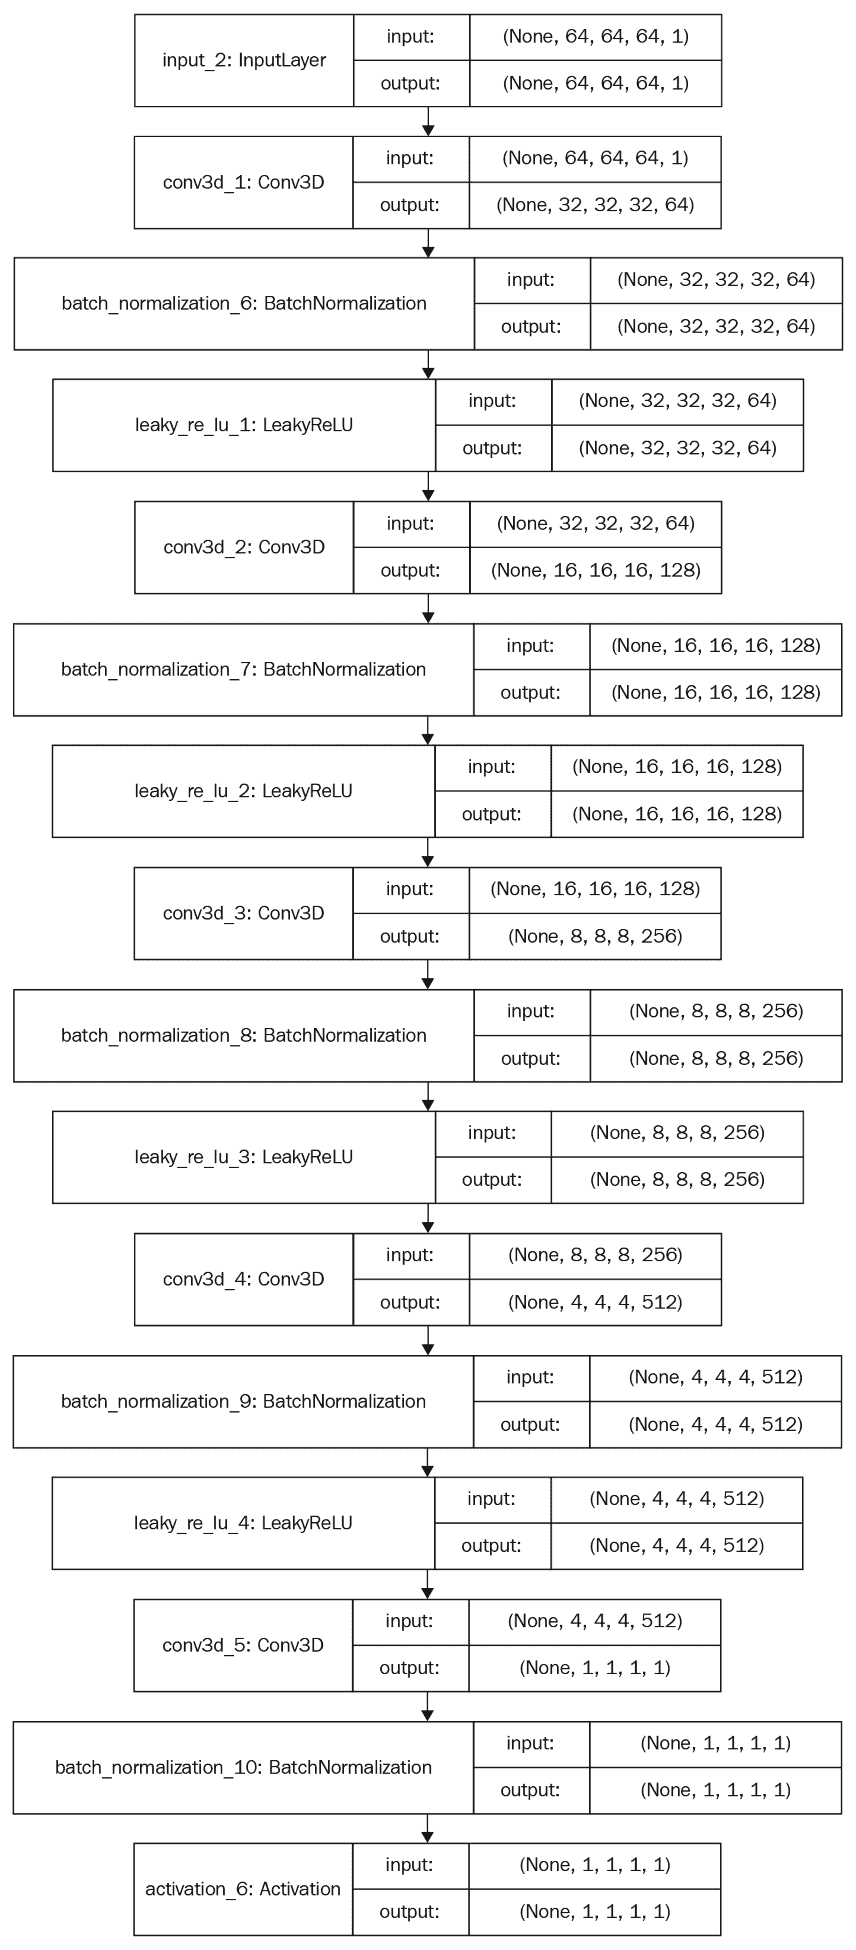 input_2: InputLayer
input:
(None, 64, 64, 64, 1)
output:
(None, 64, 64, 64, 1)
conv3d_1: Conv3D
input:
(None, 64, 64, 64, 1)
output:
(None, 32, 32, 32, 64)
batch_normalization_6: BatchNormalization
input:
(None, 32, 32, 32, 64)
output:
(None, 32, 32, 32, 64)
leaky_re_lu_1: LeakyReLU
input:
(None, 32, 32, 32, 64)
output:
(None, 32, 32, 32, 64)
conv3d_2: Conv3D
input:
(None, 32, 32, 32, 64)
output:
(None, 16, 16, 16, 128)
batch_normalization_7: BatchNormalization
input:
(None, 16, 16, 16, 128)
output:
(None, 16, 16, 16, 128)
leaky_re_lu_2: LeakyReLU
input:
(None, 16, 16, 16, 128)
output:
(None, 16, 16, 16, 128)
conv3d_3: Conv3D
input:
(None, 16, 16, 16, 128)
output:
(None, 8, 8, 8, 256)
batch_normalization_8: BatchNormalization
input:
(None, 8, 8, 8, 256)
output:
(None, 8, 8, 8, 256)
leaky_re_lu_3: LeakyReLU
input:
(None, 8, 8, 8, 256)
output:
(None, 8, 8, 8, 256)
conv3d_4: Conv3D
input:
(None, 8, 8, 8, 256)
output:
(None, 4, 4, 4, 512)
batch_normalization_9: BatchNormalization
input:
(None, 4, 4, 4, 512)
output:
(None, 4, 4, 4, 512)
leaky_re_lu_4: LeakyReLU
input:
(None, 4, 4, 4, 512)
output:
(None, 4, 4, 4, 512)
conv3d_5: Conv3D
input:
(None, 4, 4, 4, 512)
output:
(None, 1, 1, 1, 1)
batch_normalization_10: BatchNormalization
input:
(None, 1, 1, 1, 1)
output:
(None, 1, 1, 1, 1)
activation_6: Activation
input:
(None, 1, 1, 1, 1)
output:
(None, 1, 1, 1, 1)